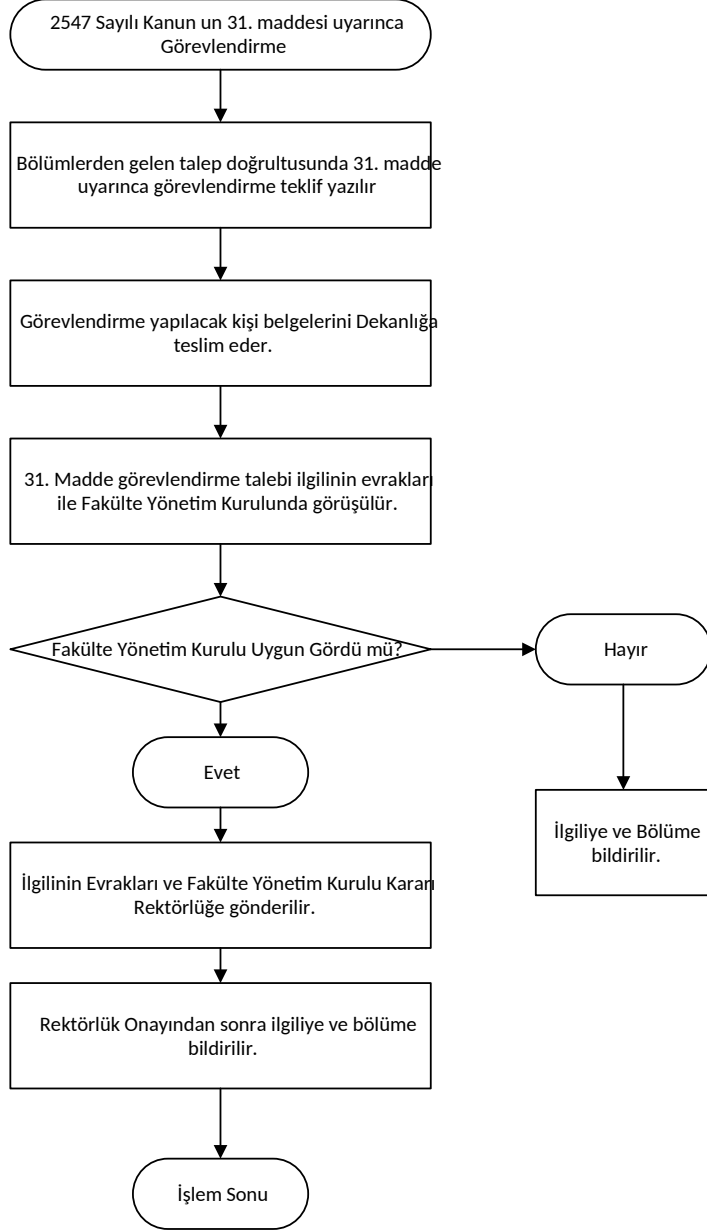 2547 Sayılı Kanun un 31. maddesi uyarınca
Görevlendirme
Bölümlerden gelen talep doğrultusunda 31. madde
uyarınca görevlendirme teklif yazılır
Görevlendirme yapılacak kişi belgelerini Dekanlığa
teslim eder.
31. Madde görevlendirme talebi ilgilinin evrakları
ile Fakülte Yönetim Kurulunda görüşülür.
Fakülte Yönetim Kurulu Uygun Gördü mü?
Hayır
Evet
İlgiliye ve Bölüme
bildirilir.
İlgilinin Evrakları ve Fakülte Yönetim Kurulu Kararı
Rektörlüğe gönderilir.
Rektörlük Onayından sonra ilgiliye ve bölüme
bildirilir.
İşlem Sonu